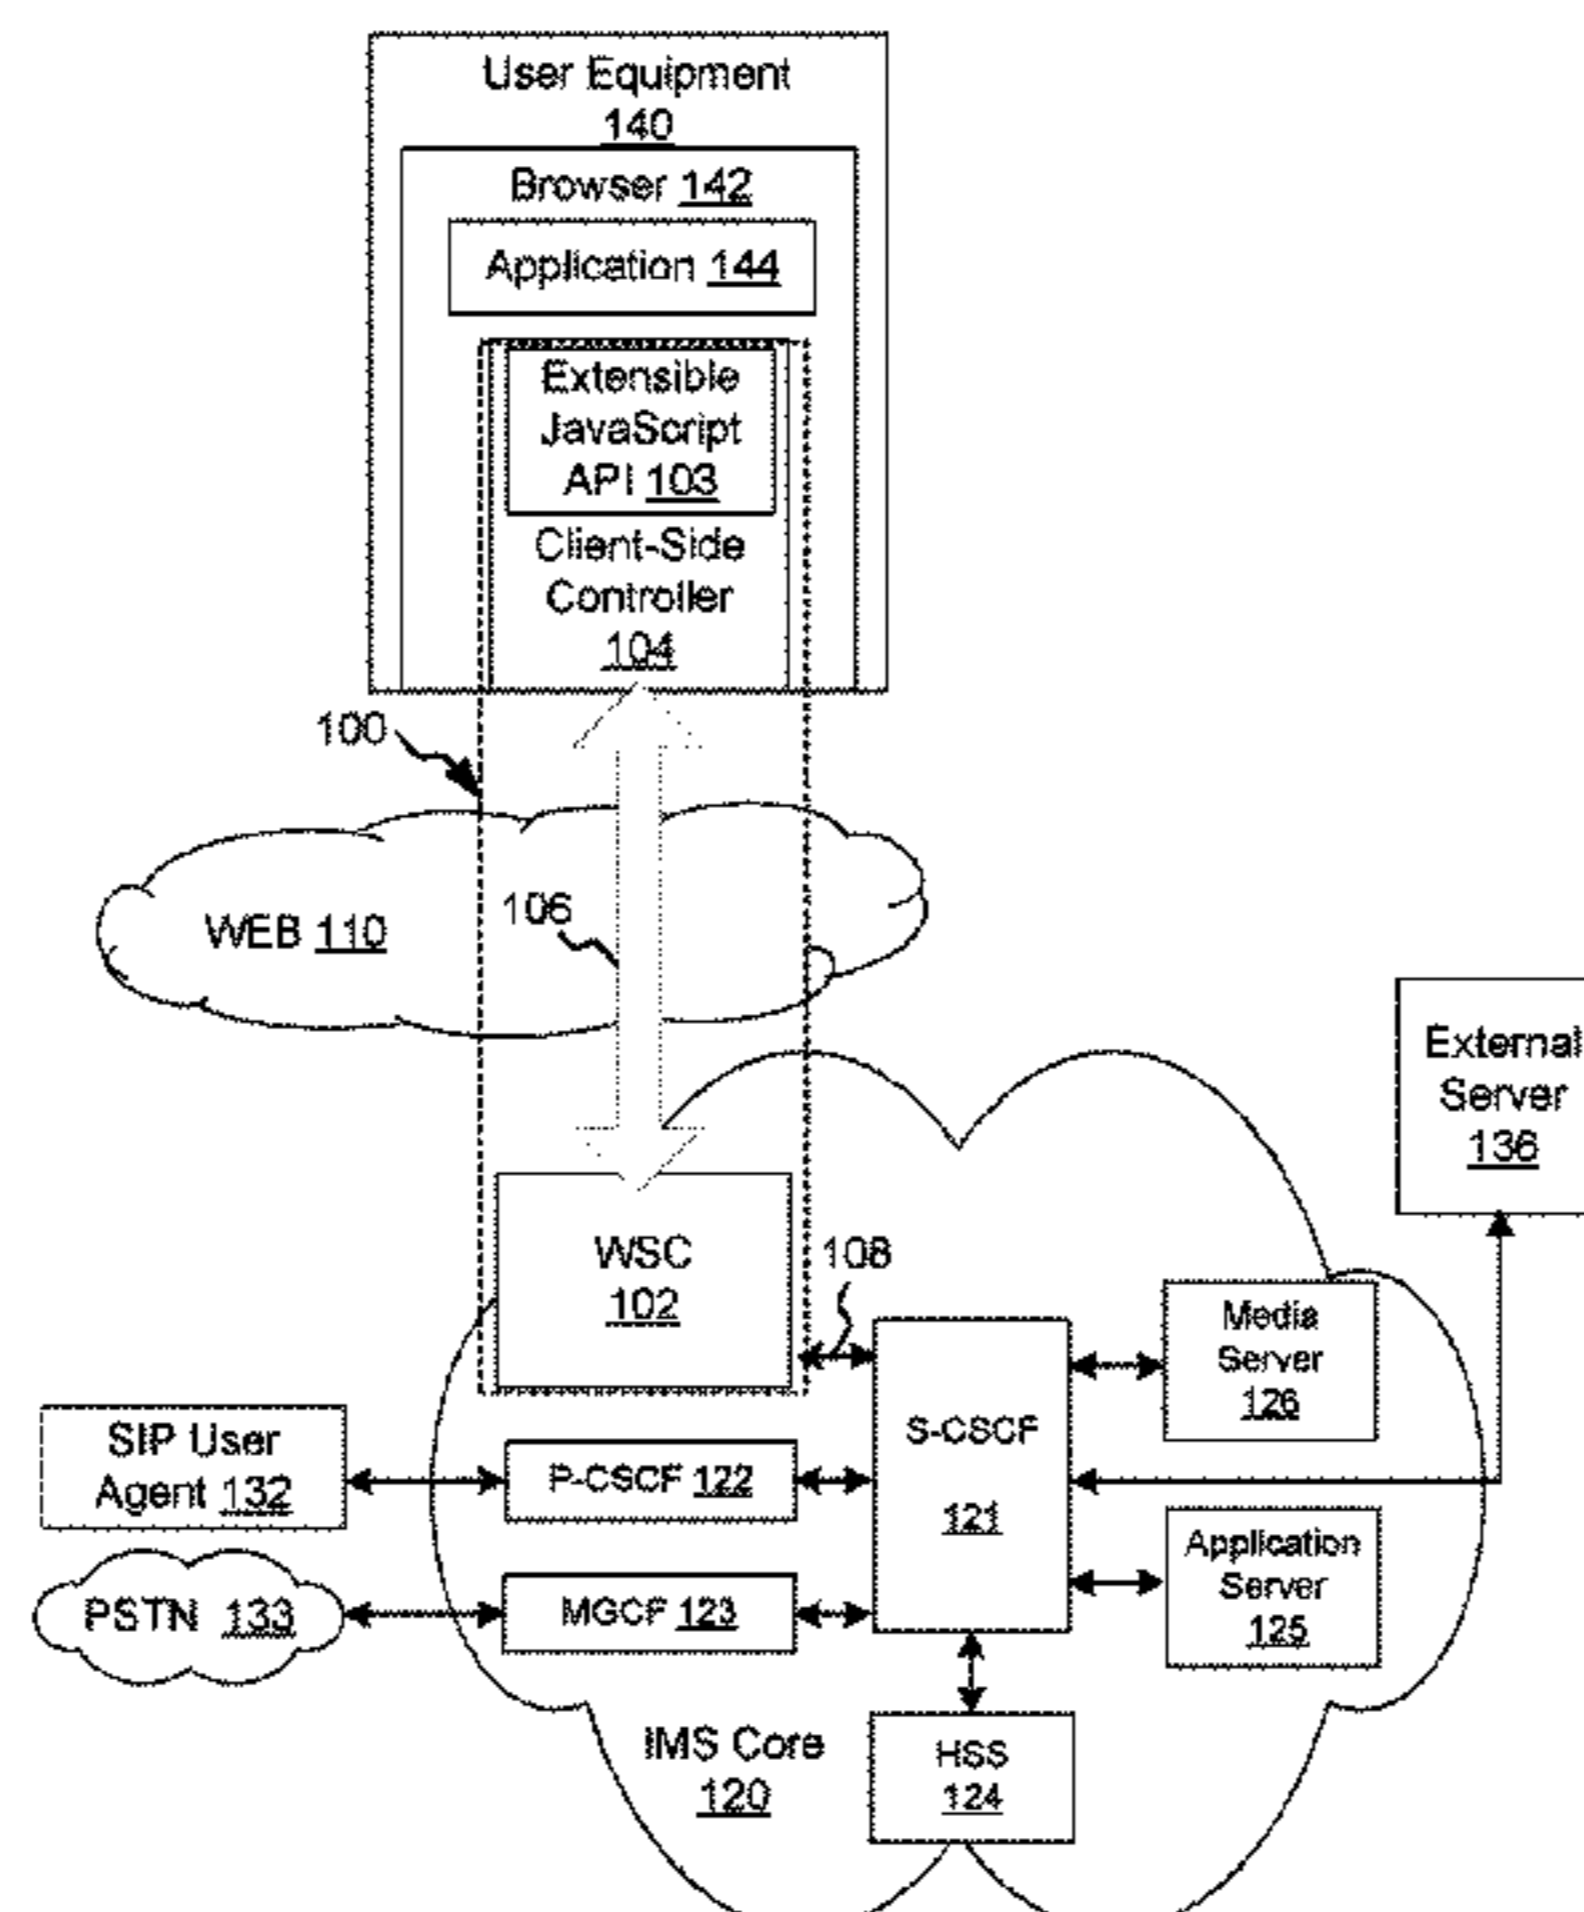 User Equipment
140
Browser 142
Application 144
Extensible
JavaScript
API 103
Client-Side
Controller
104
100
106
WEB 110
External
Server
136
WSC
102
108
Media
Server
126
S-CSCF
121
SIP User
Agent 132
P-CSCF 122
Application
Server
125
PSTN 133
MGCF 123
IMS Core
120
HSS
124